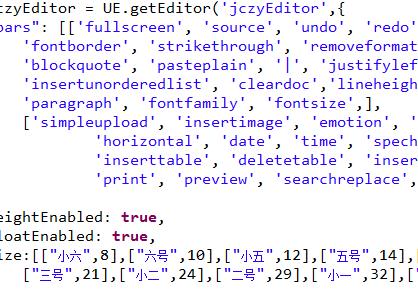 czyEditor = UE.getEditor('jczyEditor',{
bars": [['fullscreen', 'source', 'undo', 'redo'
'fontborder', 'strikethrough', 'removeformat
'blockquote', 'pasteplain', '|', 'justifylef
'insertunorderedlist', 'cleardoc','lineheigh
'paragraph', 'fontfamily', 'fontsize',],
['simpleupload', 'insertimage', 'emotion', '
'horizontal', 'date', 'time', 'spech
'inserttable', 'deletetable', 'inser
'print', 'preview', 'searchreplace',
eightEnabled: true,
loatEnabled: true,
ize:[["小六",8],["六号",10],["小五",12],["五号",14],[
["三号",21],["小二",24],["二号",29],["小一",32],["